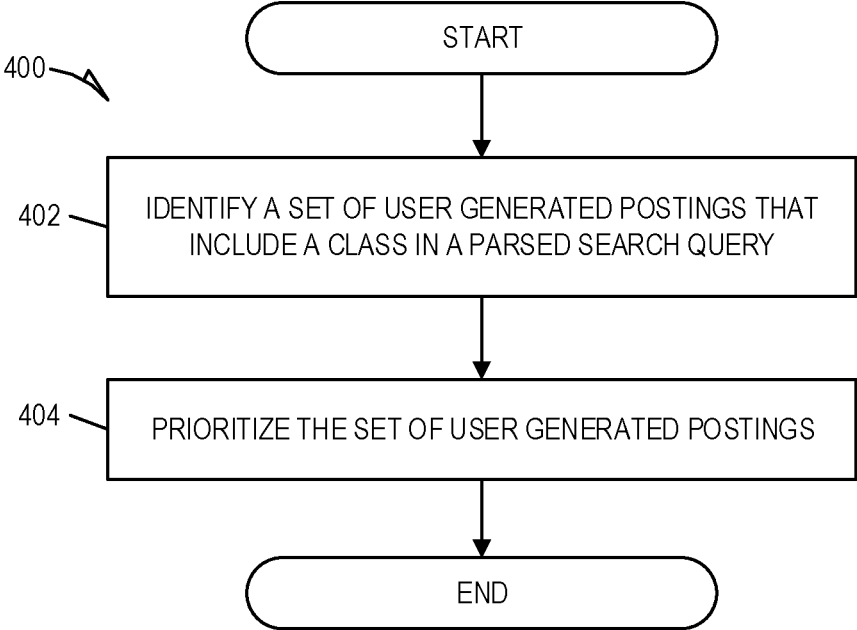 START
400
402
IDENTIFY A SET OF USER GENERATED POSTINGS THAT
INCLUDE A CLASS IN A PARSED SEARCH QUERY
404
PRIORITIZE THE SET OF USER GENERATED POSTINGS
END